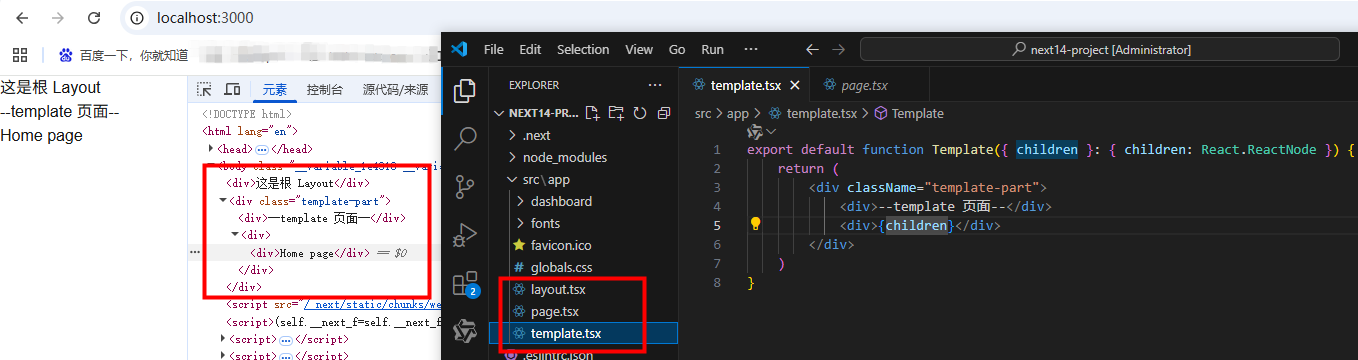 localhost:3000
百度一下，你就知道
这是根 Layout
--template 页面--
Home page
元素 控制台 源代码/来源
<!DOCTYPE html>
<html lang="en">
<head> ⋯ </head>
<div>这是根 Layout</div>
<div class="template-part">
<div>--template 页面--</div>
<div>
<div>Home page</div> == $0
</div>
</div>
<script src="/_next/static/chunks/we
<script>(self.__next_f=self.__next_f
<script> ⋯ </script>
<script> ⋯ </script>
File Edit Selection View Go Run ⋯
next14-project [Administrator]
EXPLORER ⋯
NEXT14-PR...
.next
node_modules
src\app
dashboard
fonts
favicon.ico
globals.css
layout.tsx
page.tsx
template.tsx
.eslintrc.json
2
template.tsx page.tsx
src > app > template.tsx > Template
1 export default function Template({ children }: { children: React.ReactNode }) {
2 return (
3 <div className="template-part">
4 <div>--template 页面--</div>
5 <div>{children}</div>
6 </div>
7 )
8 }